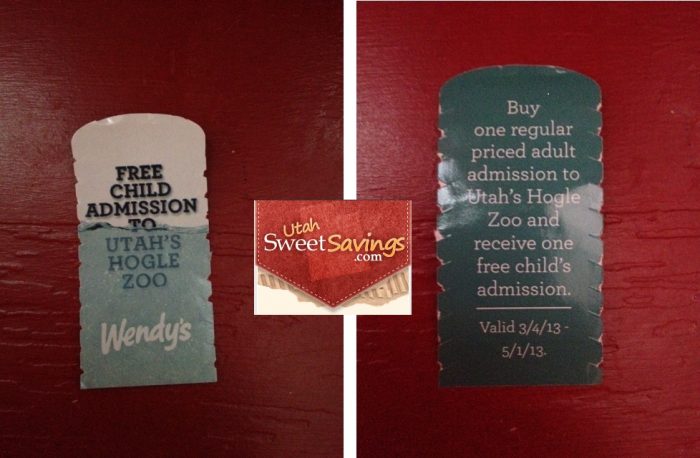 FREE
CHILD
ADMISSION
TO
UTAH'S
HOGLE
ZOO
Wendy's
Utah
SweetSavings
.com
Buy
one regular
priced adult
admission to
Utah's Hogle
Zoo and
receive one
free child's
admission.
Valid 3/4/13 -
5/1/13.